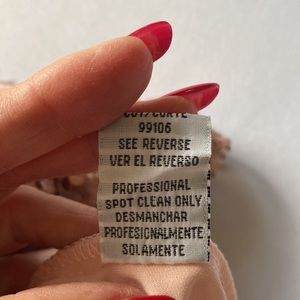 CUT/CORTE
99106
SEE REVERSE
VER EL REVERSO
PROFESSIONAL
SPOT CLEAN ONLY
DESMANCHAR
PROFESIONALMENTE
SOLAMENTE